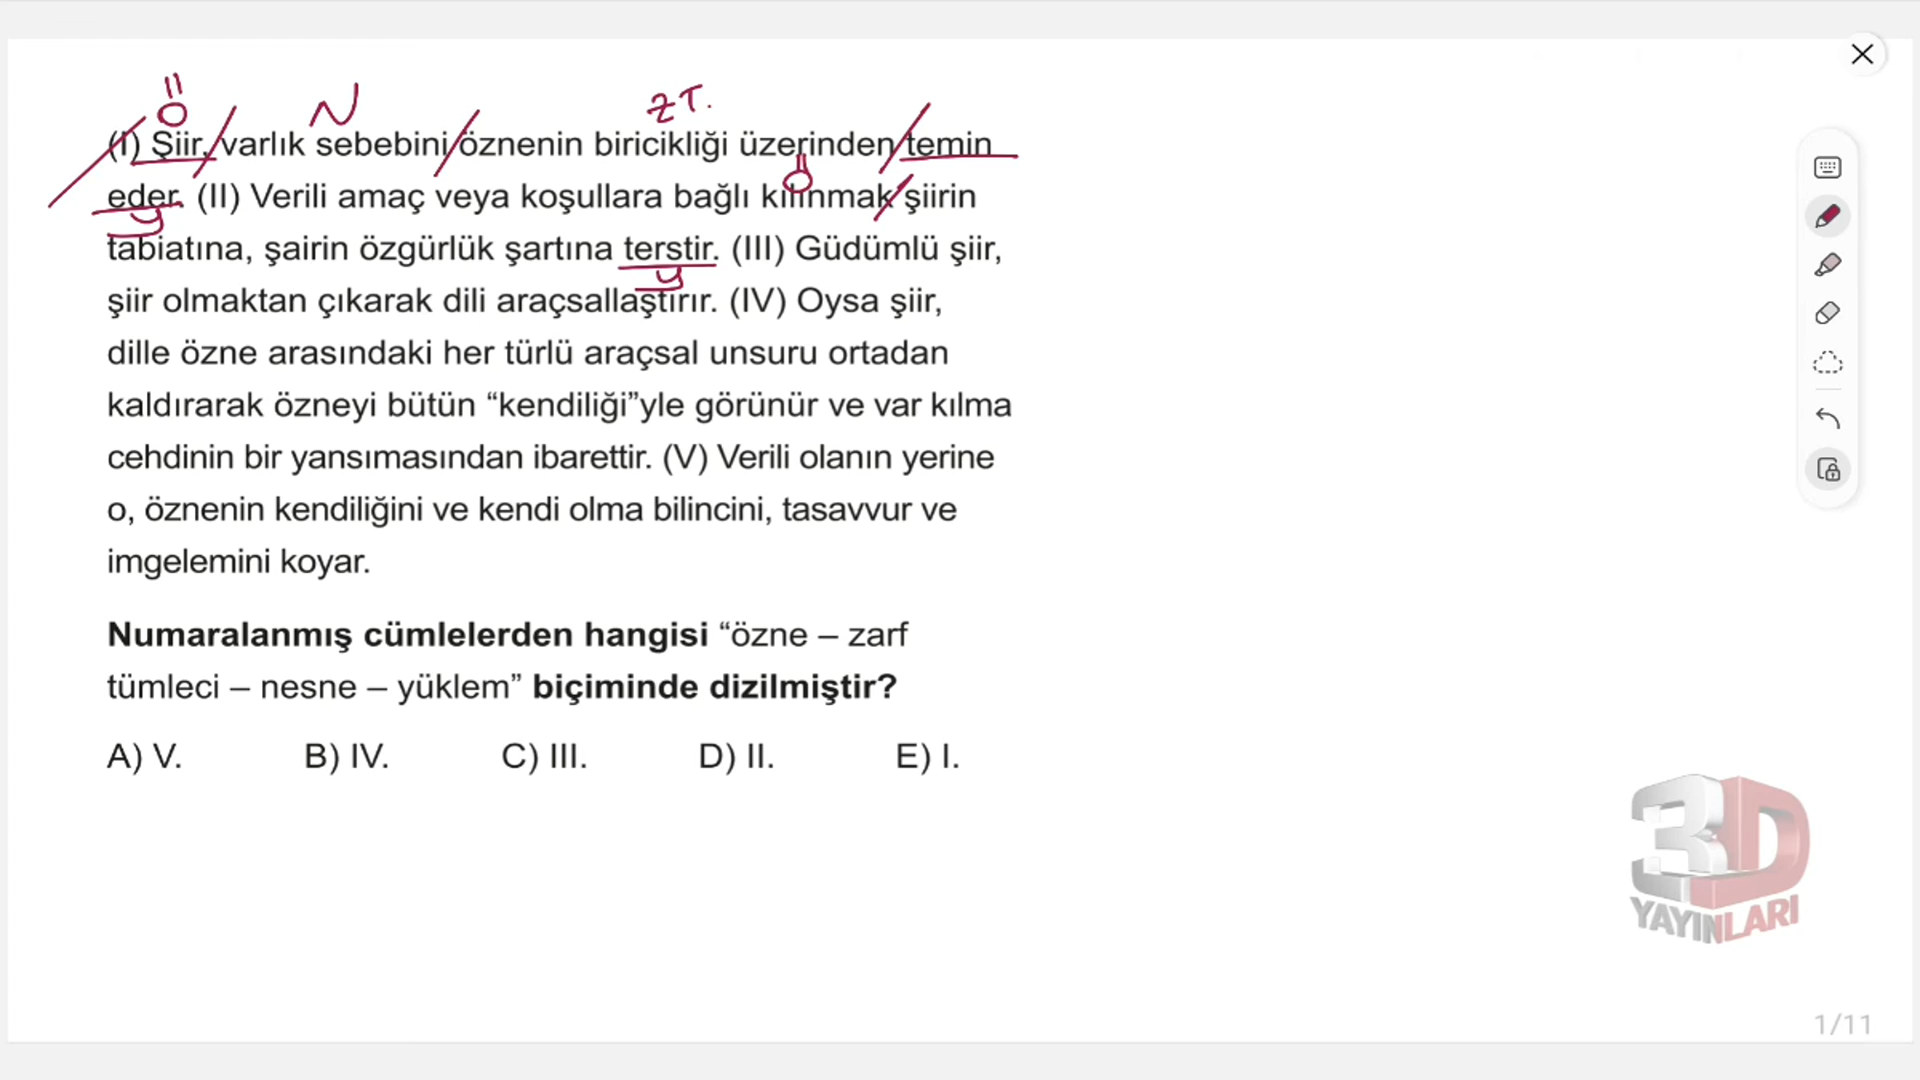 Ö N ZT.
(I) Şiir, varlık sebebini öznenin biricikliği üzerinden temin
Ö
eder. (II) Verili amaç veya koşullara bağlı kılınmak şiirin
y
tabiatına, şairin özgürlük şartına terstir. (III) Güdümlü şiir,
y
şiir olmaktan çıkarak dili araçsallaştırır. (IV) Oysa şiir,
dille özne arasındaki her türlü araçsal unsuru ortadan
kaldırarak özneyi bütün “kendiliği”yle görünür ve var kılma
cehdinin bir yansımasından ibarettir. (V) Verili olanın yerine
o, öznenin kendiliğini ve kendi olma bilincini, tasavvur ve
imgelemini koyar.
Numaralanmış cümlelerden hangisi “özne – zarf
tümleci – nesne – yüklem” biçiminde dizilmiştir?
A) V. B) IV. C) III. D) II. E) I.
3D
YAYINLARI
1/11